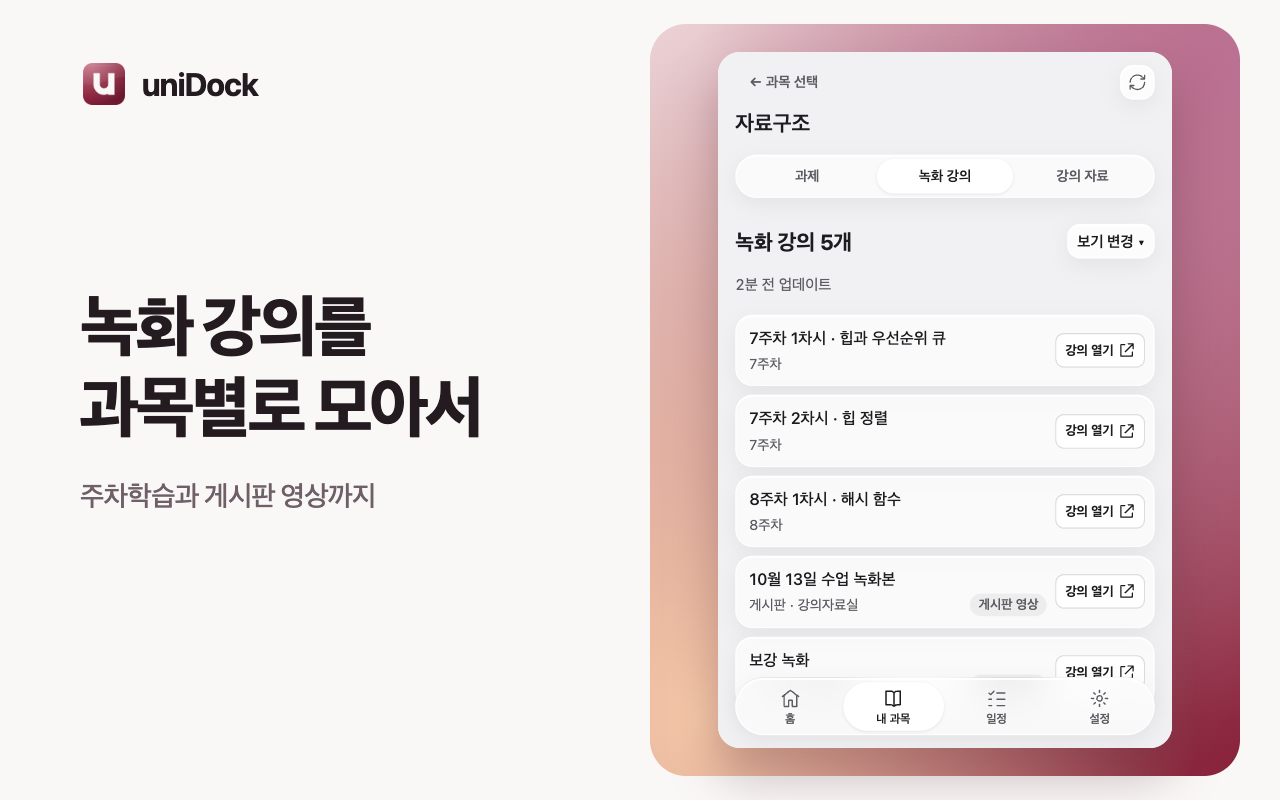 uniDock
녹화 강의를
과목별로 모아서
주차학습과 게시판 영상까지
← 과목 선택
자료구조
과제
녹화 강의
강의 자료
녹화 강의 5개
보기 변경 ▾
2분 전 업데이트
7주차 1차시 · 힙과 우선순위 큐
7주차
강의 열기
7주차 2차시 · 힙 정렬
7주차
강의 열기
8주차 1차시 · 해시 함수
8주차
강의 열기
10월 13일 수업 녹화본
게시판 · 강의자료실
게시판 영상
강의 열기
보강 녹화
강의 열기
홈
내 과목
일정
설정